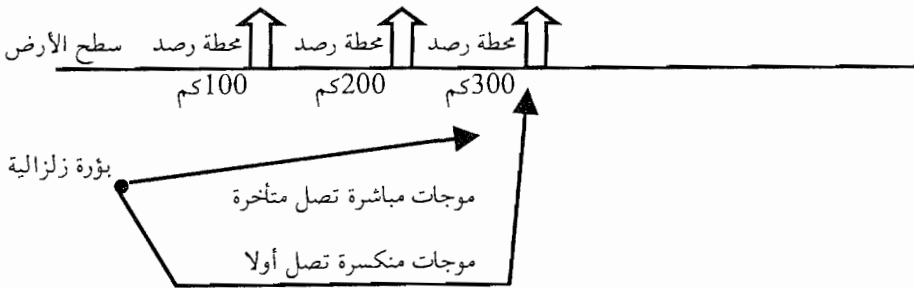 سطح الأرض محطة رصد محطة رصد محطة رصد
100كم 200كم 300كم
بؤرة زلزالية
موجات مباشرة تصل متأخرة
موجات منكسرة تصل أولا